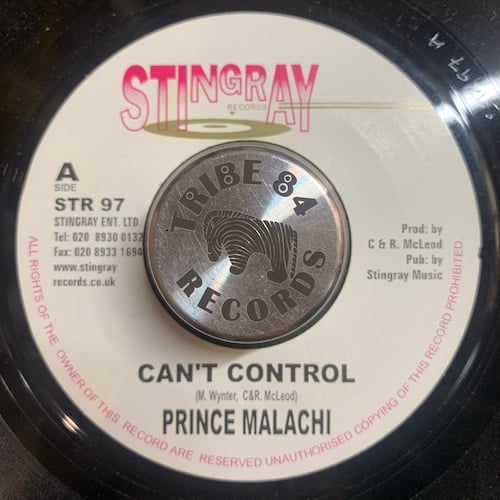 STINGRAY
RECORDS
A
SIDE
STR 97
STINGRAY ENT. LTD.
Tel: 020 8930 0132
Fax: 020 8933 1694
www.stingray
records.co.uk
TRIBE 84
RECORDS
Prod: by
C & R. McLeod
Pub: by
Stingray Music
CAN'T CONTROL
(M. Wynter, C&R. McLeod)
PRINCE MALACHI
ALL RIGHTS OF THE OWNER OF THIS RECORD ARE RESERVED UNAUTHORISED COPYING OF THIS RECORD PROHIBITED.